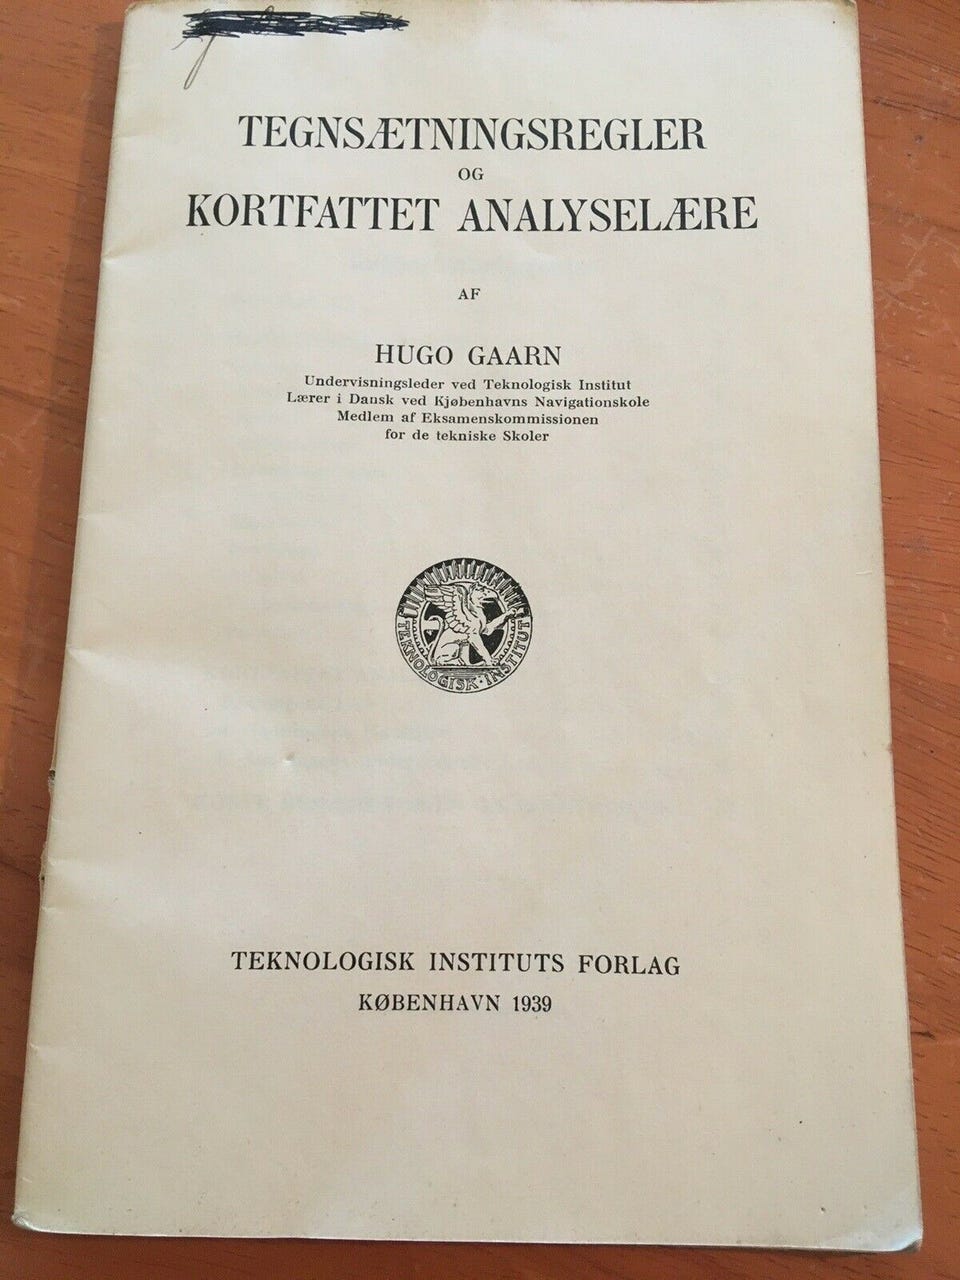 TEGNSÆTNINGSREGLER
OG
KORTFATTET ANALYSELÆRE
AF
HUGO GAARN
Undervisningsleder ved Teknologisk Institut
Lærer i Dansk ved Kjøbenhavns Navigationskole
Medlem af Eksamenskommissionen
for de tekniske Skoler
TEKNOLOGISK · INSTITUT
TEKNOLOGISK INSTITUTS FORLAG
KØBENHAVN 1939